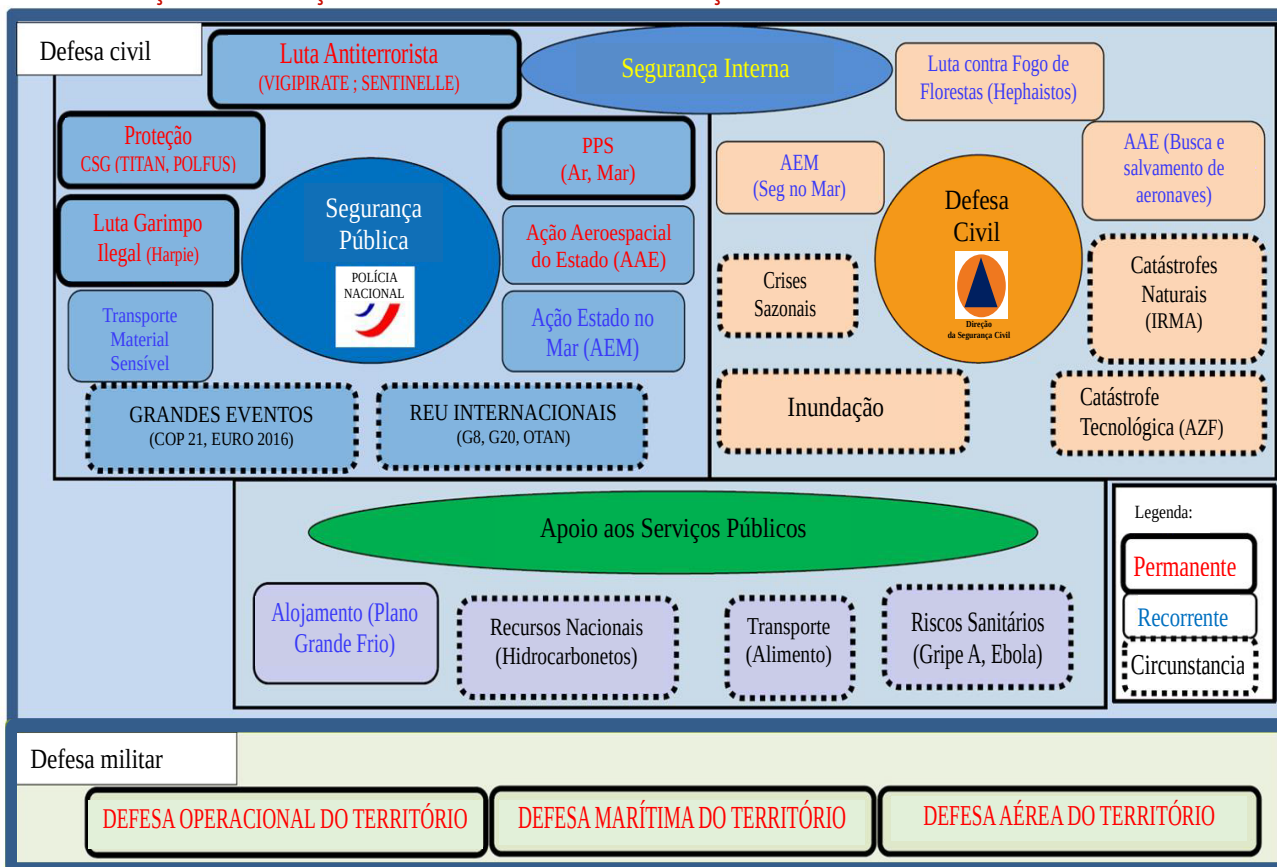 Defesa civil
Luta Antiterrorista
(VIGIPIRATE ; SENTINELLE)
Segurança Interna
Luta contra Fogo de
Florestas (Hephaistos)
Proteção
CSG (TITAN, POLFUS)
PPS
(Ar, Mar)
AEM
(Seg no Mar)
AAE (Busca e
salvamento de
aeronaves)
Segurança
Pública
POLÍCIA
NACIONAL
Defesa
Civil
Direção
da Segurança Civil
Luta Garimpo
Ilegal (Harpie)
Ação Aeroespacial
do Estado (AAE)
Crises
Sazonais
Catástrofes
Naturais
(IRMA)
Transporte
Material
Sensível
Ação Estado no
Mar (AEM)
GRANDES EVENTOS
(COP 21, EURO 2016)
REU INTERNACIONAIS
(G8, G20, OTAN)
Inundação
Catástrofe
Tecnológica (AZF)
Apoio aos Serviços Públicos
Alojamento (Plano
Grande Frio)
Recursos Nacionais
(Hidrocarbonetos)
Transporte
(Alimento)
Riscos Sanitários
(Gripe A, Ebola)
Legenda:
Permanente
Recorrente
Circunstancia
Defesa militar
DEFESA OPERACIONAL DO TERRITÓRIO
DEFESA MARÍTIMA DO TERRITÓRIO
DEFESA AÉREA DO TERRITÓRIO